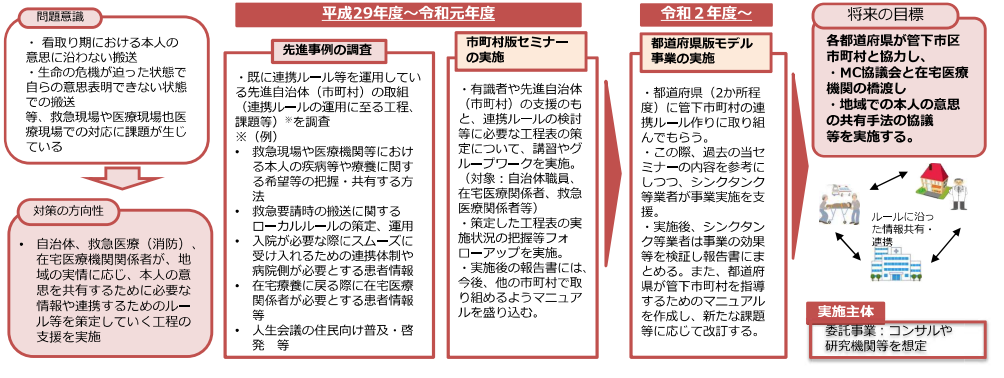 問題意識
・ 看取り期における本人の
意思に沿わない搬送
・生命の危機が迫った状態で
自らの意思表明できない状態
での搬送
等、救急現場や医療現場也医
療現場での対応に課題が生じ
ている
対策の方向性
• 自治体、救急医療（消防）、
在宅医療機関関係者が、地
域の実情に応じ、本人の意
思を共有するために必要な
情報や連携するためのルー
ル等を策定していく工程の
支援を実施
平成29年度～令和元年度
先進事例の調査
・既に連携ルール等を運用してい
る先進自治体（市町村）の取組
（連携ルールの運用に至る工程、
課題等）※を調査
※（例）
• 救急現場や医療機関等におけ
る本人の疾病等や療養に関す
る希望等の把握・共有する方
法
• 救急要請時の搬送に関する
ローカルルールの策定、運用
• 入院が必要な際にスムーズに
受け入れるための連携体制や
病院側が必要とする患者情報
• 在宅療養に戻る際に在宅医療
関係者が必要とする患者情報
等
• 人生会議の住民向け普及・啓
発　等
市町村版セミナー
の実施
・有識者や先進自治体
（市町村）の支援のも
と、連携ルールの検討
等に必要な工程表の策
定について、講習やグ
ループワークを実施。
（対象：自治体職員、
在宅医療関係者、救急
医療関係者等）
・策定した工程表の実
施状況の把握等フォ
ローアップを実施。
・実施後の報告書には、
今後、他の市町村で取
り組めるようマニュア
ルを盛り込む。
令和２年度～
都道府県版モデル
事業の実施
・都道府県（2か所程
度）に管下市町村の連
携ルール作りに取り組
んでもらう。
・この際、過去の当セ
ミナーの内容を参考に
しつつ、シンクタンク
等業者が事業実施を支
援。
・実施後、シンクタン
ク等業者は事業の効果
等を検証し報告書にま
とめる。また、都道府
県が管下市町村を指導
するためのマニュアル
を作成し、新たな課題
等に応じて改訂する。
将来の目標
各都道府県が管下市区
市町村と協力し、
・MC協議会と在宅医療
機関の橋渡し
・地域での本人の意思
の共有手法の協議
等を実施する。
ルールに沿っ
た情報共有・
連携
実施主体
委託事業：コンサルや
研究機関等を想定